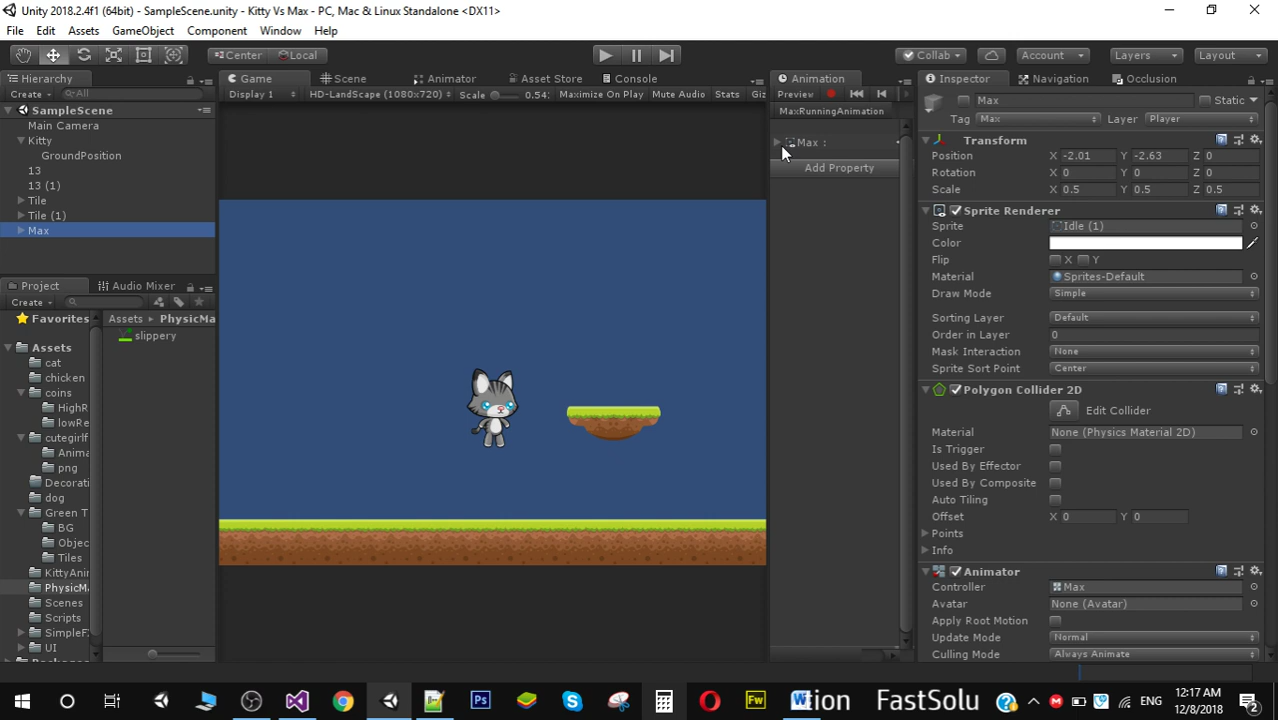 Unity 2018.2.4f1 (64bit) - SampleScene.unity - Kitty Vs Max - PC, Mac & Linux Standalone <DX11>
File Edit Assets GameObject Component Window Help
Center Local Collab Account Layers Layout
Hierarchy Game Scene Animator Asset Store Console Animation Inspector Navigation Occlusion
Create All Display 1 HD-LandScape (1080x720) Scale 0.54: Maximize On Play Mute Audio Stats Giz Preview Max Static
SampleScene MaxRunningAnimation Tag Max Layer Player
Main Camera
Kitty Max : Transform
GroundPosition Position X -2.01 Y -2.63 Z 0
13 Add Property Rotation X 0 Y 0 Z 0
13 (1) Scale X 0.5 Y 0.5 Z 0.5
Tile Sprite Renderer
Tile (1) Sprite Idle (1)
Max Color
Flip X Y
Material Sprites-Default
Project Audio Mixer Draw Mode Simple
Create
Favorites Assets PhysicMa Sorting Layer Default
slippery Order in Layer 0
Assets Mask Interaction None
cat Sprite Sort Point Center
chicken
coins Polygon Collider 2D
HighR Edit Collider
lowRe Material None (Physics Material 2D)
cutegirlf Is Trigger
Anima Used By Effector
png Used By Composite
Decorati Auto Tiling
dog Offset X 0 Y 0
Green T Points
BG Info
Objec
Tiles Animator
KittyAni Controller Max
PhysicMa Avatar None (Avatar)
Scenes Apply Root Motion
Scripts Update Mode Normal
SimpleF Culling Mode Always Animate
UI
Ps Fw tion FastSolu ENG 12:17 AM
12/8/2018 2